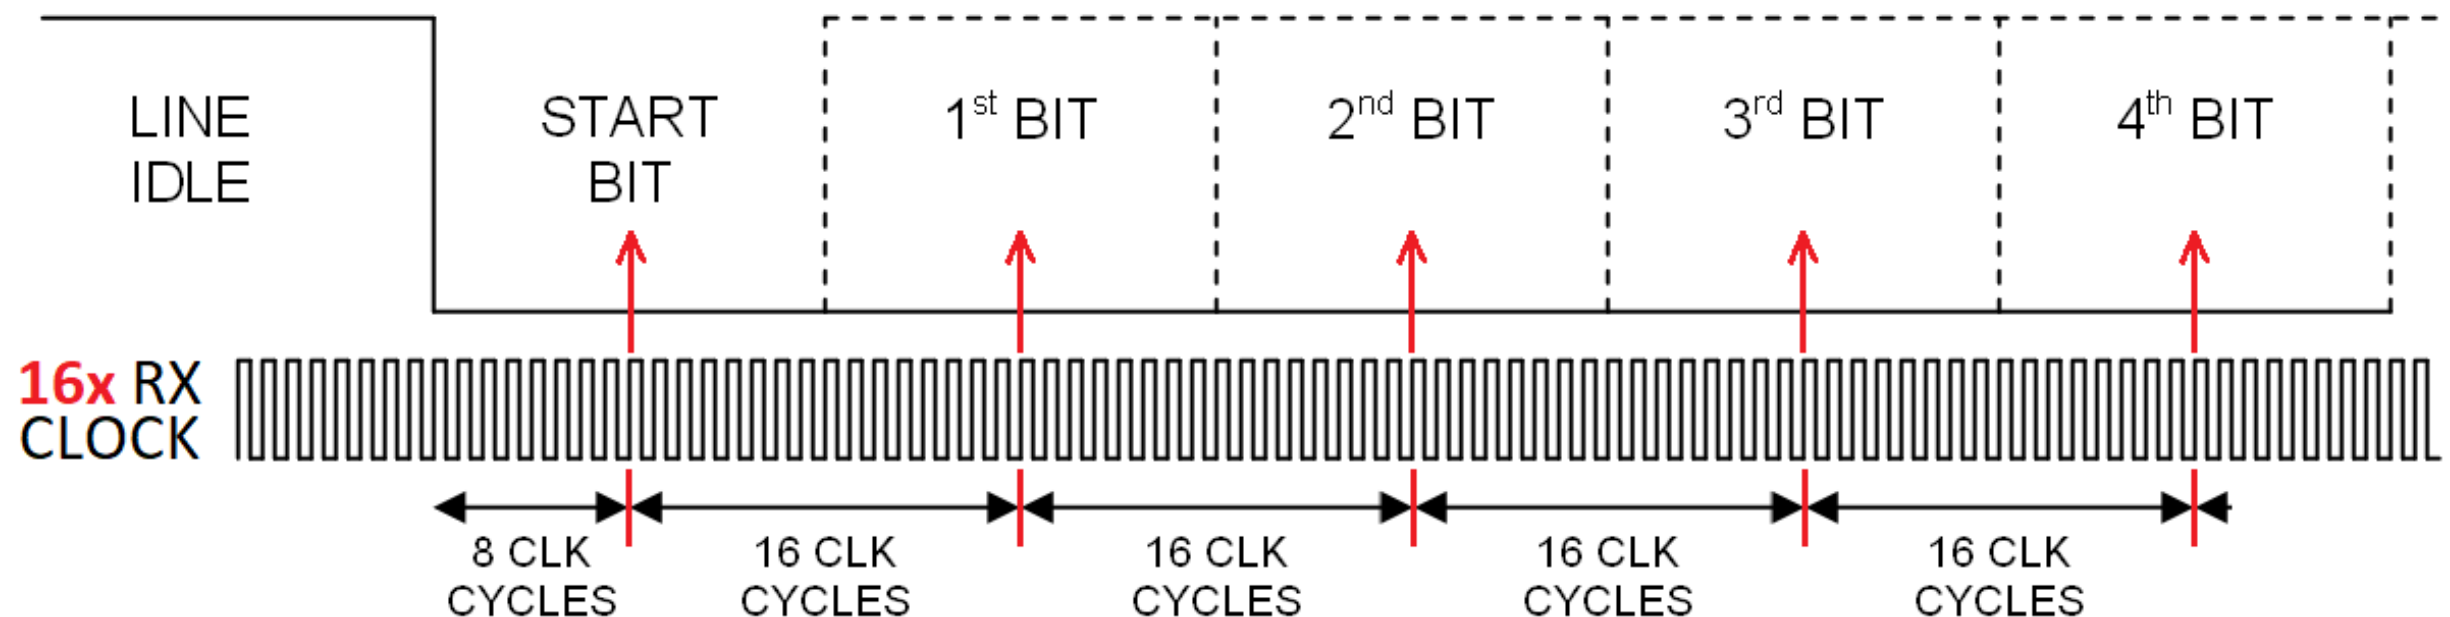 LINE
IDLE
START
BIT
1st BIT
2nd BIT
3rd BIT
4th BIT
16x RX
CLOCK
8 CLK
CYCLES
16 CLK
CYCLES
16 CLK
CYCLES
16 CLK
CYCLES
16 CLK
CYCLES